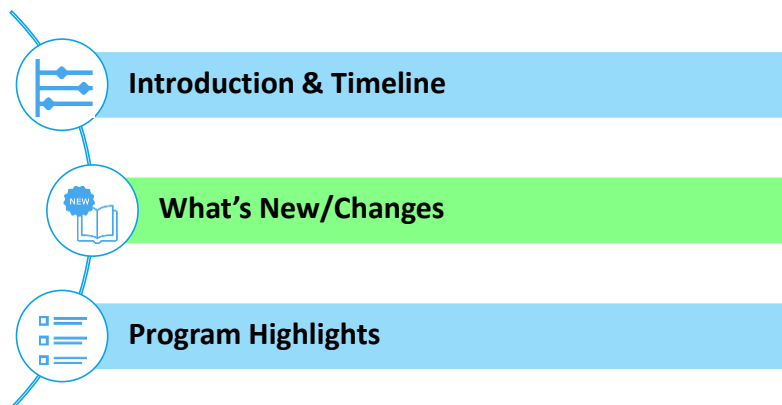 Introduction & Timeline
NEW
What's New/Changes
Program Highlights